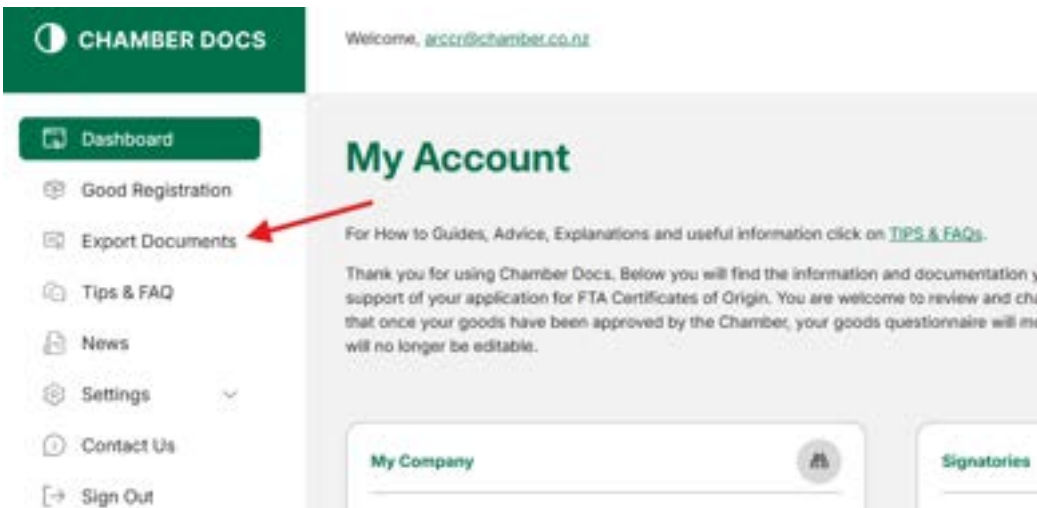 CHAMBER DOCS
Welcome, arccr@chamber.co.nz
Dashboard
Good Registration
Export Documents
Tips & FAQ
News
Settings
Contact Us
Sign Out
My Account
For How to Guides, Advice, Explanations and useful information click on TIPS & FAQs.
Thank you for using Chamber Docs. Below you will find the information and documentation y
support of your application for FTA Certificates of Origin. You are welcome to review and cha
that once your goods have been approved by the Chamber, your goods questionnaire will m
will no longer be editable.
My Company
Signatories